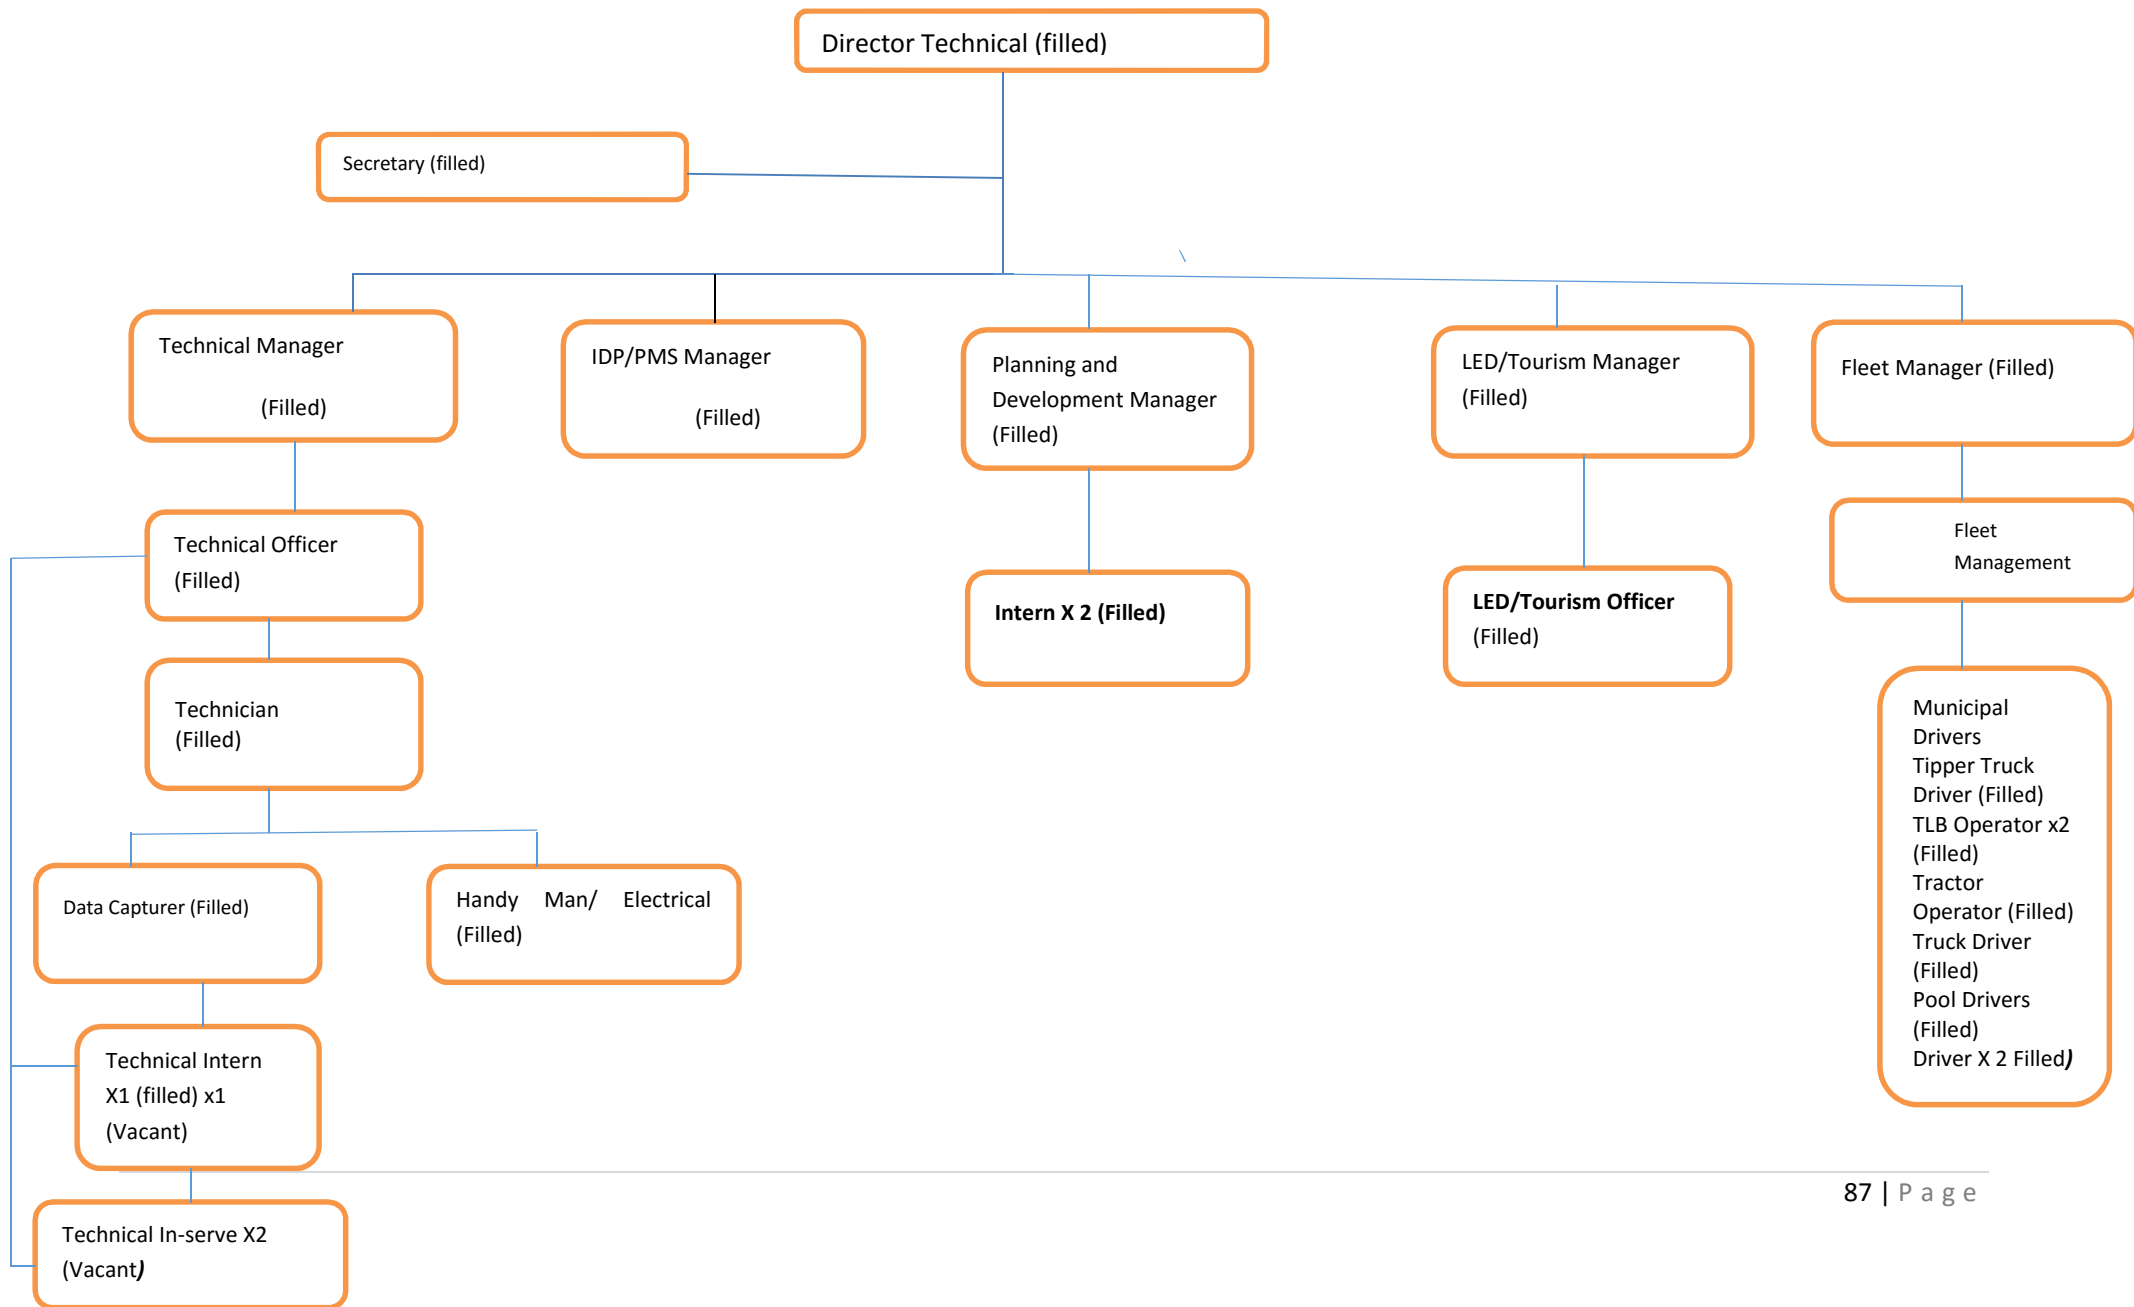 Director Technical (filled)
Secretary (filled)
Technical Manager
(Filled)
IDP/PMS Manager
(Filled)
Planning and
Development Manager
(Filled)
LED/Tourism Manager
(Filled)
Fleet Manager (Filled)
Technical Officer
(Filled)
Fleet
Management
Intern X 2 (Filled)
LED/Tourism Officer
(Filled)
Technician
(Filled)
Municipal
Drivers
Tipper Truck
Driver (Filled)
TLB Operator x2
(Filled)
Tractor
Operator (Filled)
Truck Driver
(Filled)
Pool Drivers
(Filled)
Driver X 2 Filled)
Data Capturer (Filled)
Handy Man/ Electrical
(Filled)
Technical Intern
X1 (filled) x1
(Vacant)
Technical In-serve X2
(Vacant)
87 | P a g e